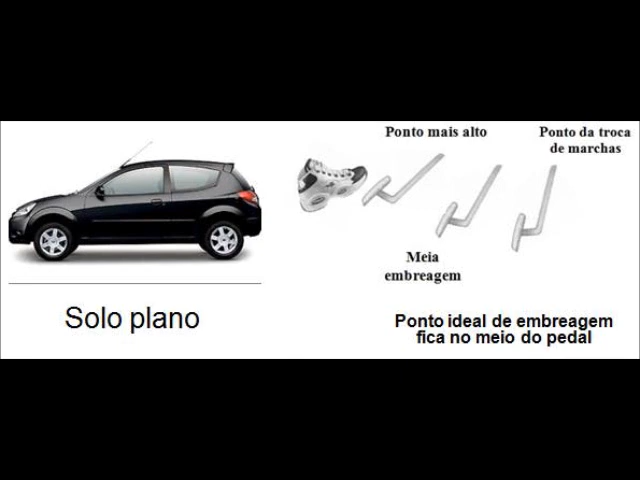 Ponto mais alto
Ponto da troca
de marchas
Meia
embreagem
Solo plano
Ponto ideal de embreagem
fica no meio do pedal